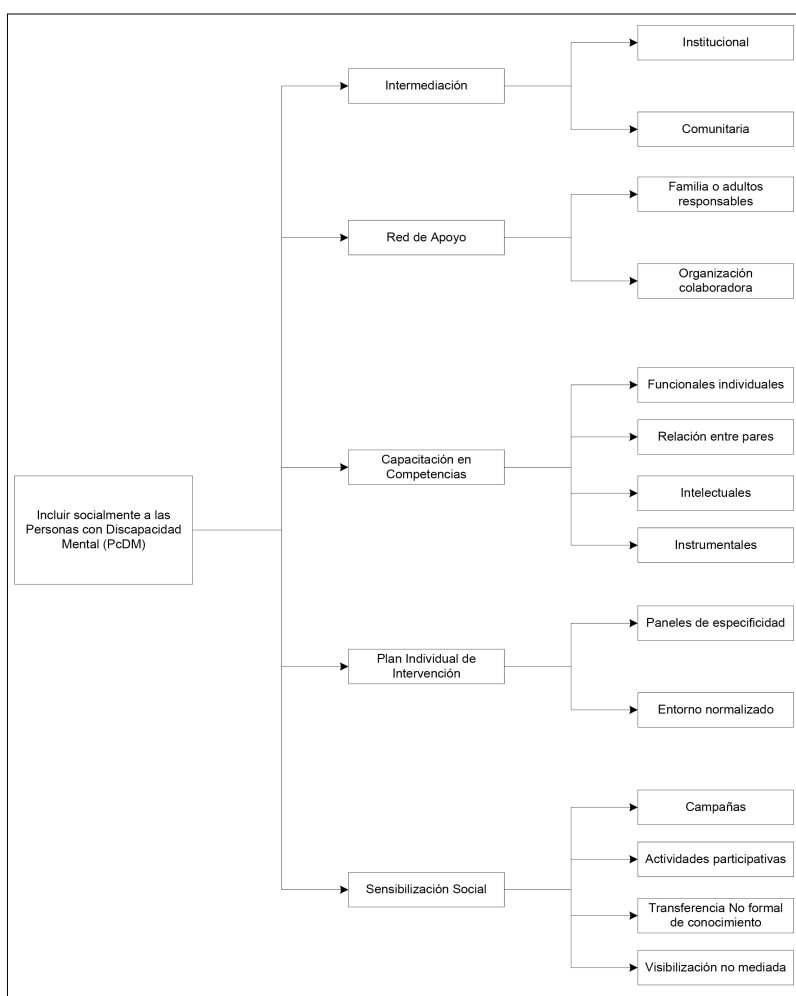 Incluir socialmente a las
Personas con Discapacidad
Mental (PcDM)
Intermediación
Institucional
Comunitaria
Red de Apoyo
Familia o adultos
responsables
Organización
colaboradora
Capacitación en
Competencias
Funcionales individuales
Relación entre pares
Intelectuales
Instrumentales
Plan Individual de
Intervención
Paneles de especificidad
Entorno normalizado
Sensibilización Social
Campañas
Actividades participativas
Transferencia No formal
de conocimiento
Visibilización no mediada